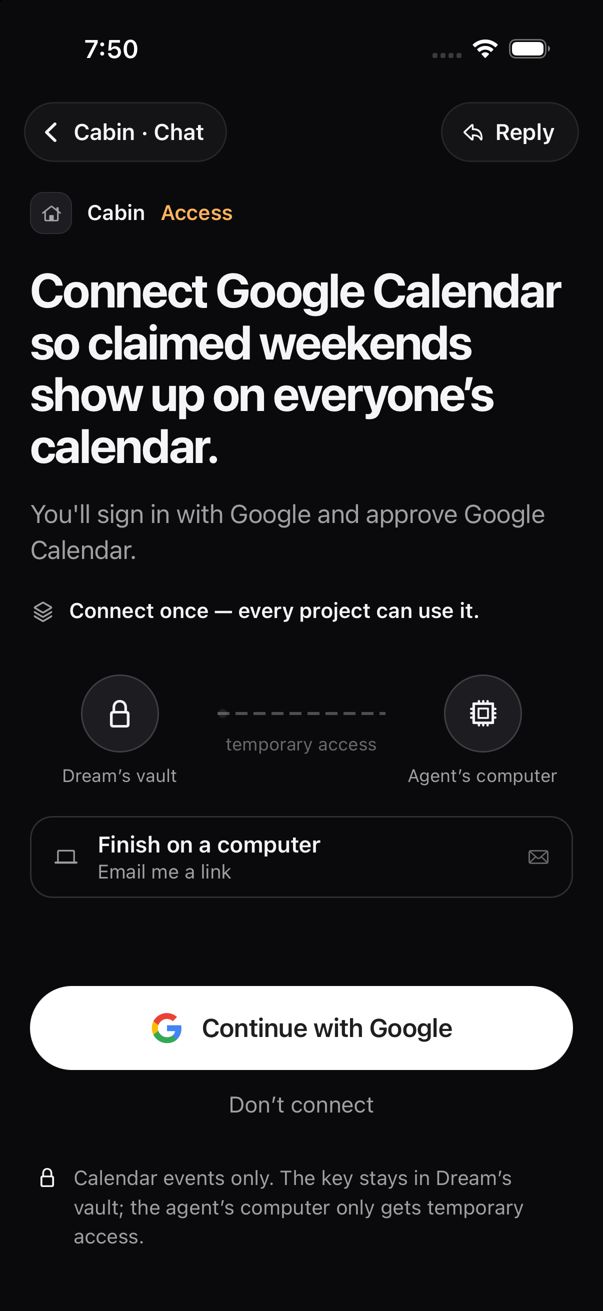 7:50
Cabin · Chat
Reply
Cabin Access
Connect Google Calendar
so claimed weekends
show up on everyone’s
calendar.
You'll sign in with Google and approve Google
Calendar.
Connect once — every project can use it.
temporary access
Dream’s vault
Agent’s computer
Finish on a computer
Email me a link
Continue with Google
Don’t connect
Calendar events only. The key stays in Dream’s
vault; the agent’s computer only gets temporary
access.